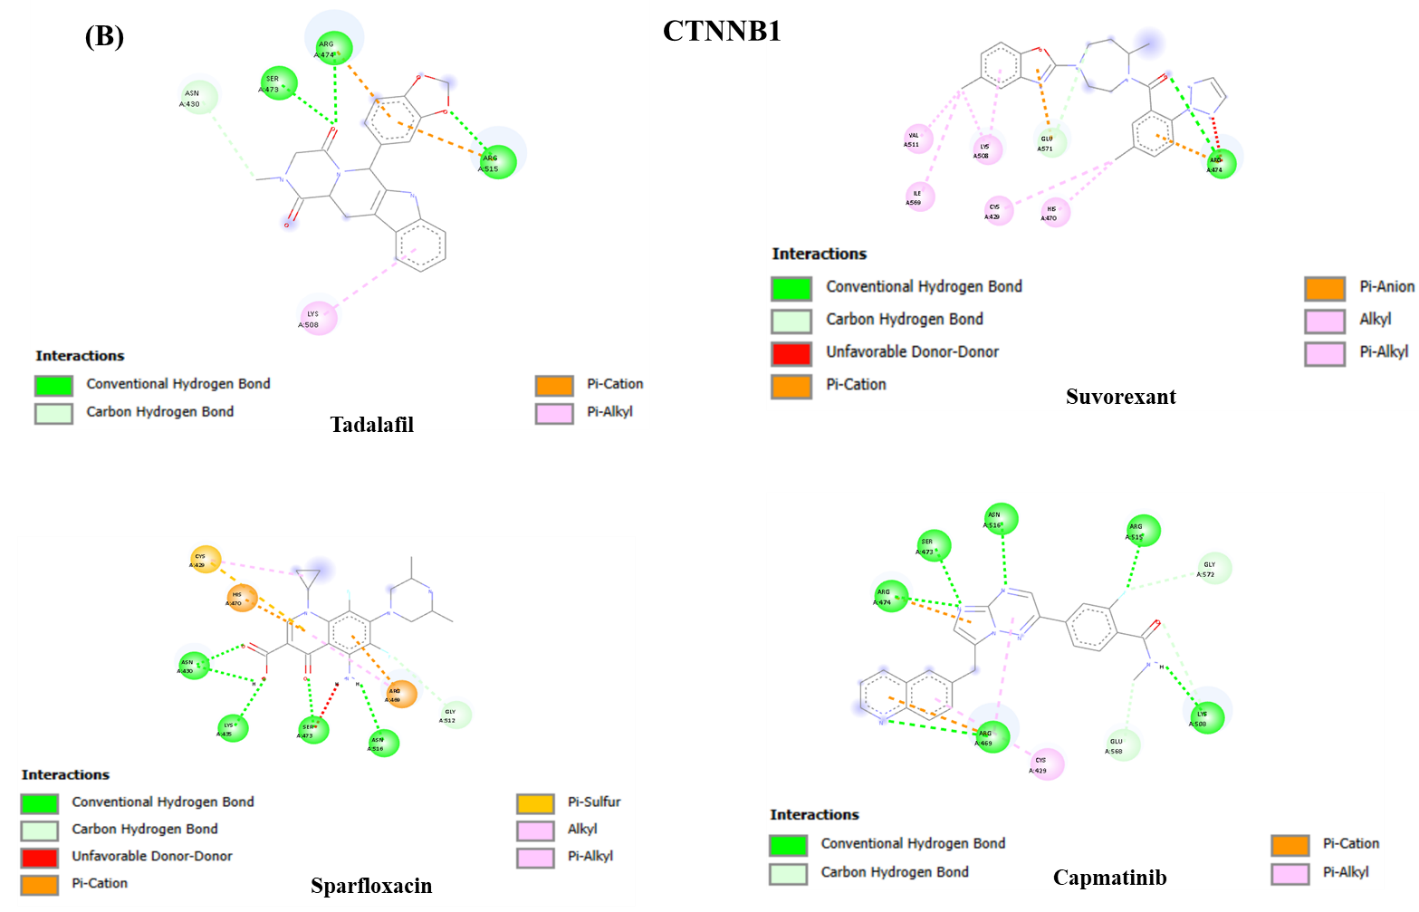 (B)
CTNNB1
ARG
A:474
SER
A:473
ASN
A:430
ARG
A:515
LYS
A:508
Interactions
Conventional Hydrogen Bond
Carbon Hydrogen Bond
Pi-Cation
Pi-Alkyl
Tadalafil
VAL
A:511
LYS
A:508
GLU
A:571
ARG
A:474
ILE
A:569
CYS
A:429
HIS
A:470
Interactions
Conventional Hydrogen Bond
Carbon Hydrogen Bond
Unfavorable Donor-Donor
Pi-Cation
Pi-Anion
Alkyl
Pi-Alkyl
Suvorexant
CYS
A:429
HIS
A:470
ASN
A:430
LYS
A:435
SER
A:473
ASN
A:516
ARG
A:469
GLY
A:512
Interactions
Conventional Hydrogen Bond
Carbon Hydrogen Bond
Unfavorable Donor-Donor
Pi-Cation
Pi-Sulfur
Alkyl
Pi-Alkyl
Sparfloxacin
ASN
A:516
SER
A:473
ARG
A:515
GLY
A:572
ARG
A:474
LYS
A:508
ARG
A:469
GLU
A:568
CYS
A:429
Interactions
Conventional Hydrogen Bond
Carbon Hydrogen Bond
Pi-Cation
Pi-Alkyl
Capmatinib